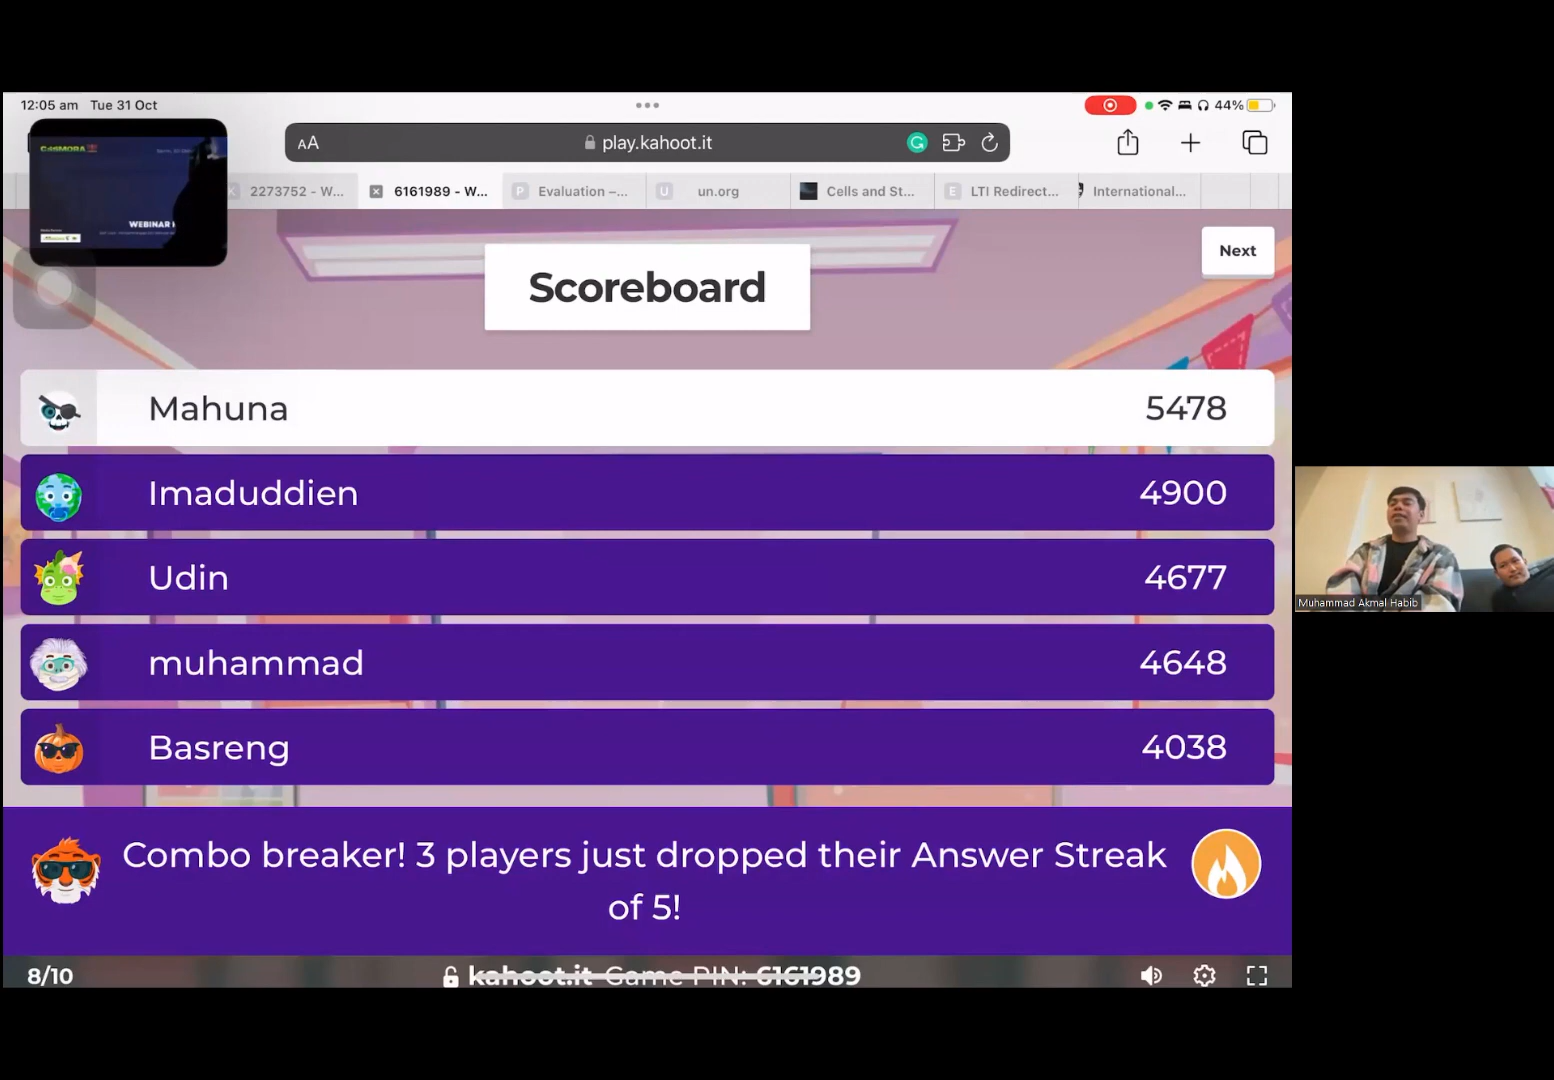 12:05 am Tue 31 Oct
44%
AA
play.kahoot.it
2273752 - W...
6161989 - W...
P
Evaluation –...
U
un.org
Cells and St...
E
LTI Redirect...
International...
WEBINAR
Next
Scoreboard
Mahuna 5478
Imaduddien 4900
Udin 4677
muhammad 4648
Basreng 4038
Combo breaker! 3 players just dropped their Answer Streak
of 5!
8/10
kahoot.it Game PIN: 6161989
Muhammad Akmal Habib